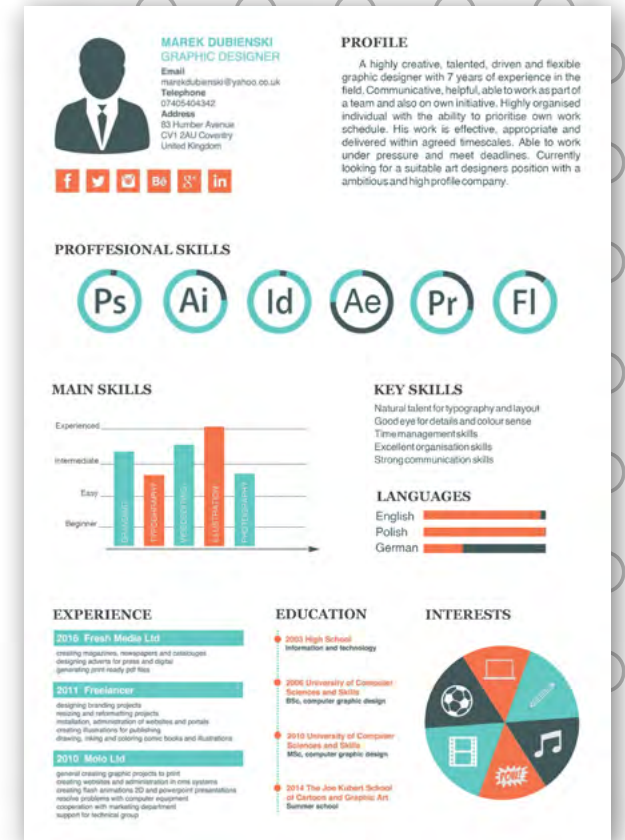 MAREK DUBIENSKI
GRAPHIC DESIGNER
Email
marekdubienski@yahoo.co.uk
Telephone
07405404342
Address
83 Humber Avenue
CV1 2AU Coventry
United Kingdom
f
Bē
g+
in
PROFILE
A highly creative, talented, driven and flexible
graphic designer with 7 years of experience in the
field. Communicative, helpful, able to work as part of
a team and also on own initiative. Highly organised
individual with the ability to prioritise own work
schedule. His work is effective, appropriate and
delivered within agreed timescales. Able to work
under pressure and meet deadlines. Currently
looking for a suitable art designers position with a
ambitious and high profile company.
PROFFESIONAL SKILLS
Ps
Ai
Id
Ae
Pr
Fl
MAIN SKILLS
Experienced
Intermediate
Easy
Beginner
TYPOGRAPHY
ILLUSTRATION
PHOTOGRAPHY
KEY SKILLS
Natural talent for typography and layout
Good eye for details and colour sense
Time management skills
Excellent organisation skills
Strong communication skills
LANGUAGES
English
Polish
German
EXPERIENCE
2016 Fresh Media Ltd
creating magazines, newspapers and catalouges
designing adverts for press and digital
generating print ready pdf files
2011 Freelancer
designing branding projects
resizing and reformatting projects
installation, administration of websites and portals
creating illustrations for publishing
drawing, inking and coloring comic books and illustrations
2010 Molo Ltd
general creating graphic projects to print
creating websites and administration in cms systems
creating flash animations 2D and powerpoint presentations
resolve problems with computer equipment
cooperation with marketing department
support for technical group
EDUCATION
2003 High School
Information and technology
2006 University of Computer
Sciences and Skills
BSc, computer graphic design
2010 University of Computer
Sciences and Skills
MSc, computer graphic design
2014 The Joe Kubert School
of Cartoon and Graphic Art
Summer school
INTERESTS